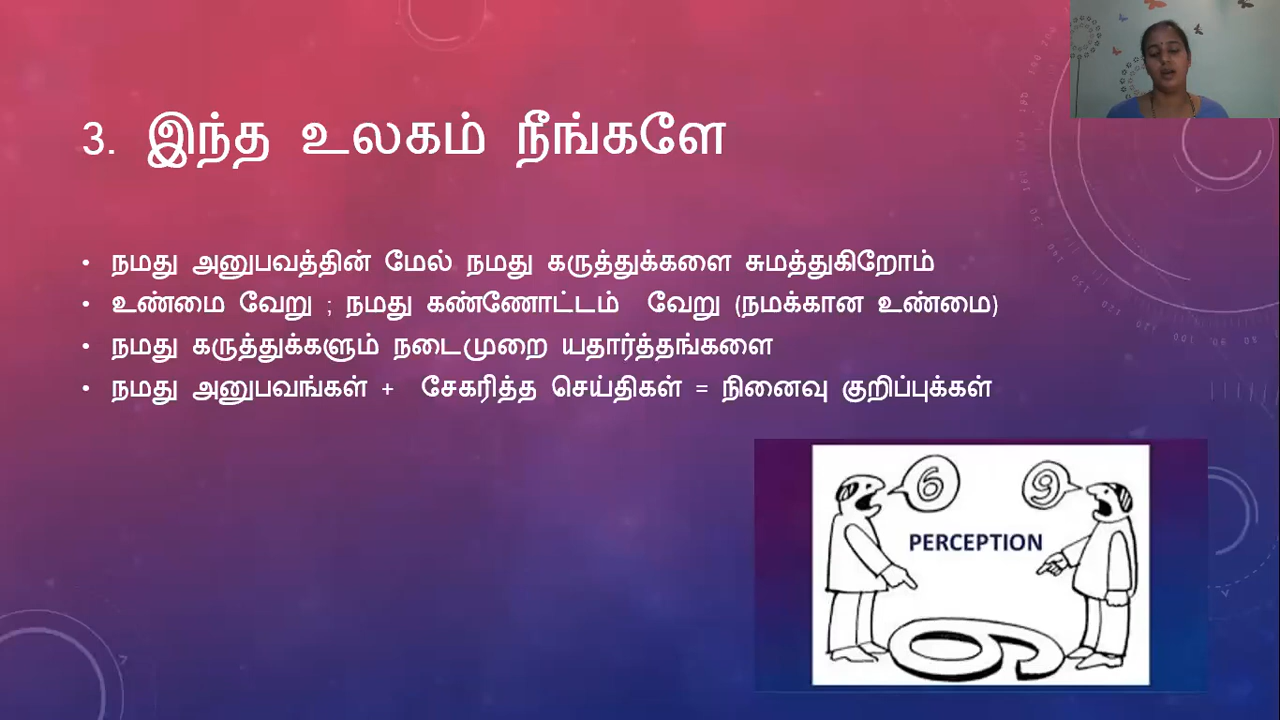 3. இந்த உலகம் நீங்களே
• நமது அனுபவத்தின் மேல் நமது கருத்துக்களை சுமத்துகிறோம்
• உண்மை வேறு ; நமது கண்ணோட்டம் வேறு (நமக்கான உண்மை)
• நமது கருத்துக்களும் நடைமுறை யதார்த்தங்களை
• நமது அனுபவங்கள் + சேகரித்த செய்திகள் = நினைவு குறிப்புக்கள்
6 9
PERCEPTION
6